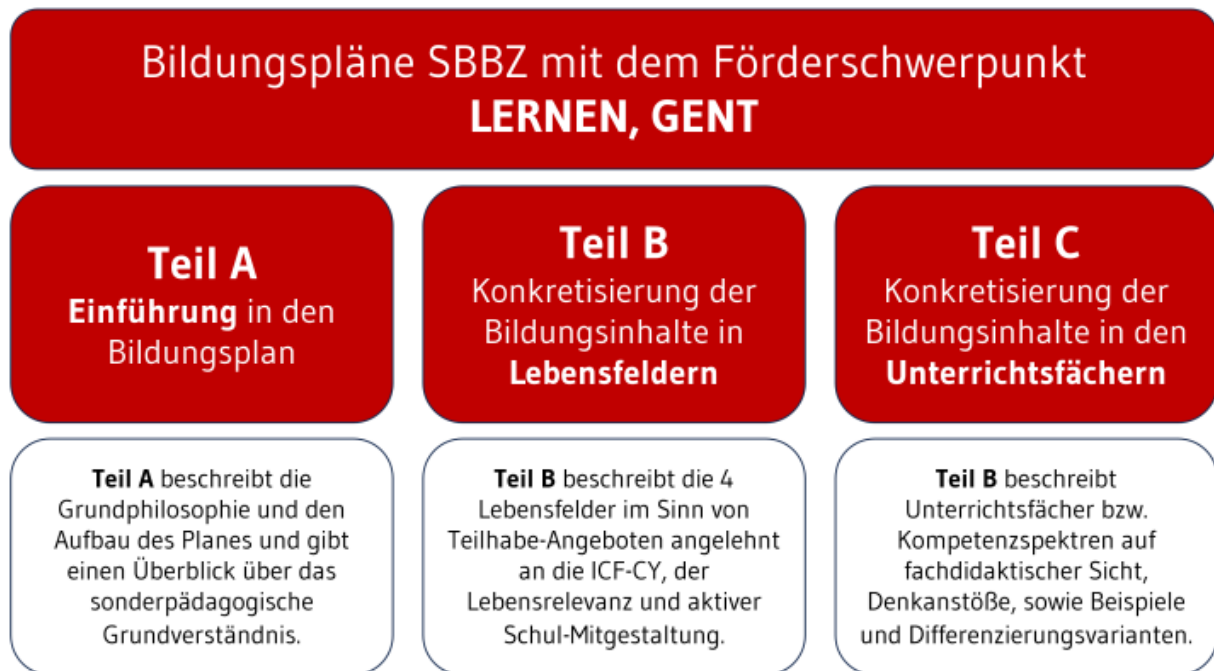 Bildungspläne SBBZ mit dem Förderschwerpunkt
LERNEN, GENT
Teil A
Einführung in den
Bildungsplan
Teil B
Konkretisierung der
Bildungsinhalte in
Lebensfeldern
Teil C
Konkretisierung der
Bildungsinhalte in den
Unterrichtsfächern
Teil A beschreibt die
Grundphilosophie und den
Aufbau des Planes und gibt
einen Überblick über das
sonderpädagogische
Grundverständnis.
Teil B beschreibt die 4
Lebensfelder im Sinn von
Teilhabe-Angeboten angelehnt
an die ICF-CY, der
Lebensrelevanz und aktiver
Schul-Mitgestaltung.
Teil B beschreibt
Unterrichtsfächer bzw.
Kompetenzspektren auf
fachdidaktischer Sicht,
Denkanstöße, sowie Beispiele
und Differenzierungsvarianten.